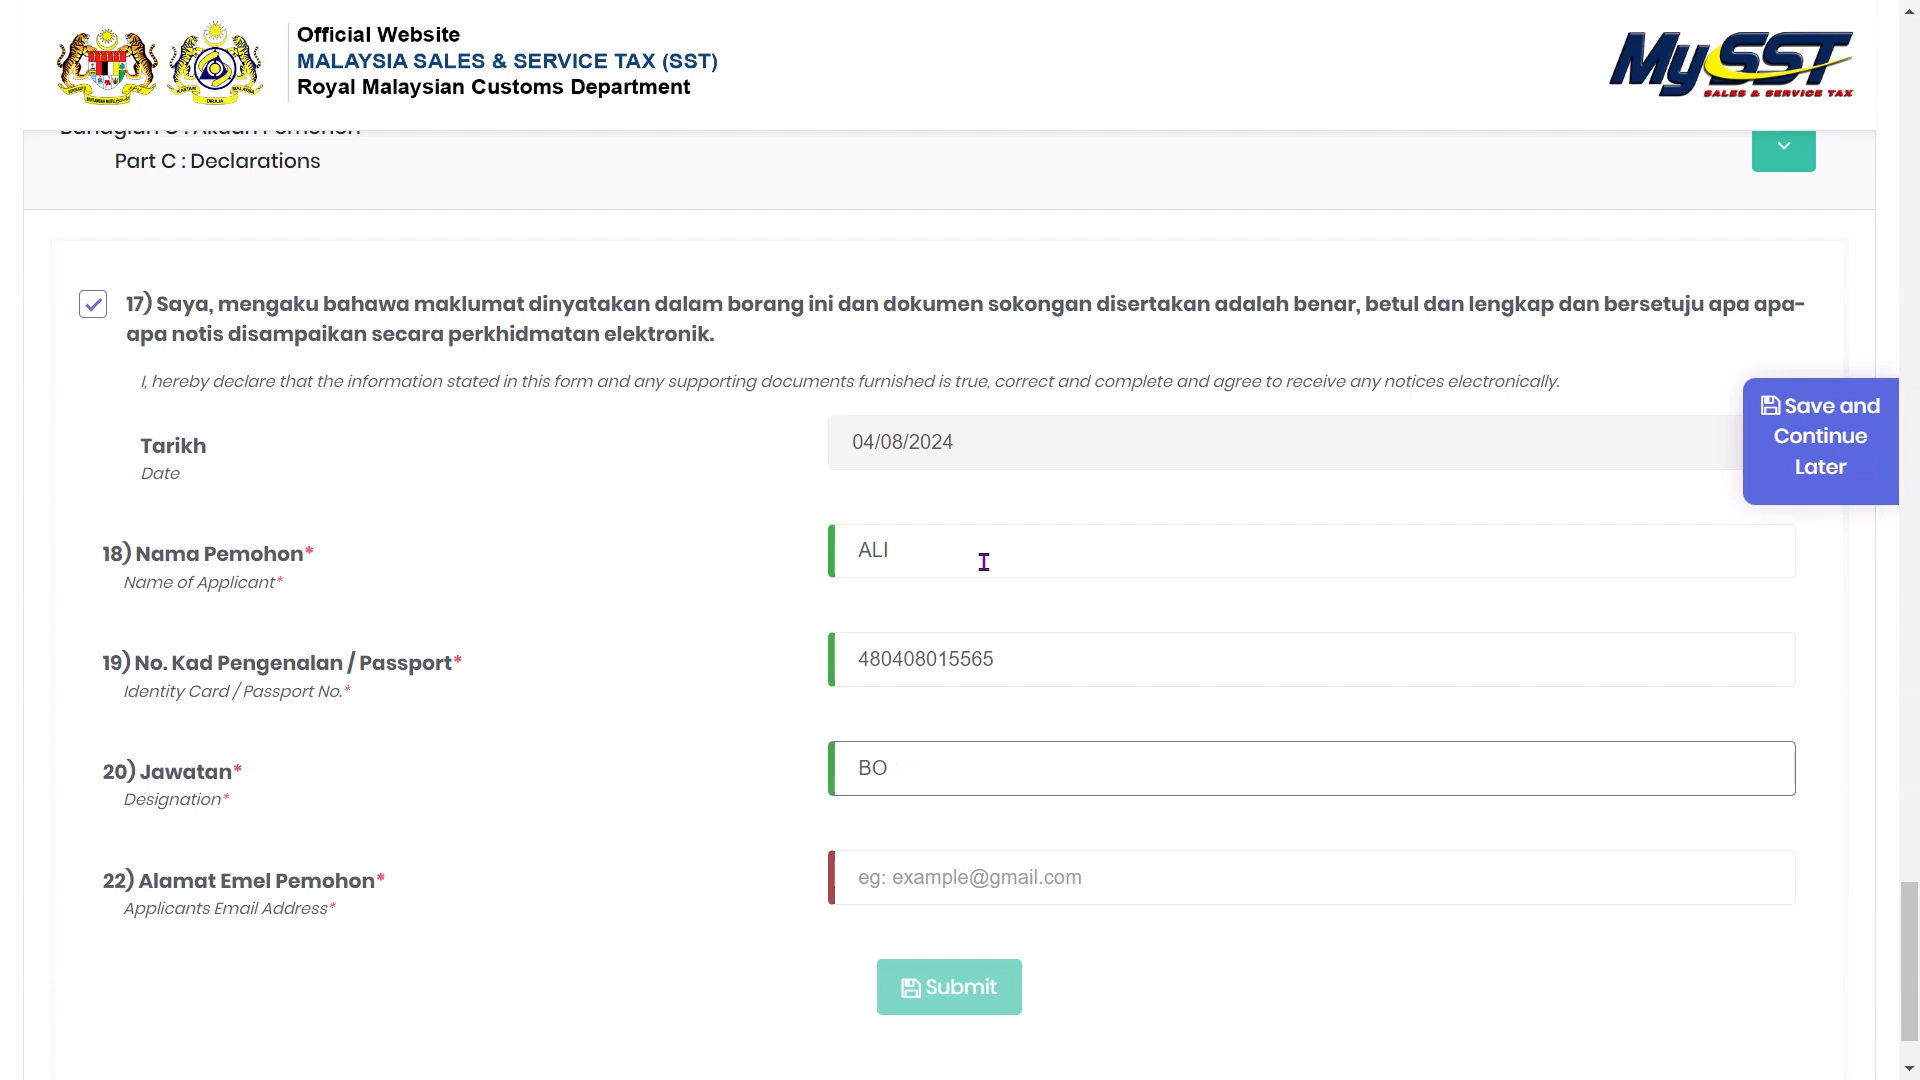 Official Website
MALAYSIA SALES & SERVICE TAX (SST)
Royal Malaysian Customs Department
MySST
SALES & SERVICE TAX
Bahagian C : Akuan Pemohon
Part C : Declarations
17) Saya, mengaku bahawa maklumat dinyatakan dalam borang ini dan dokumen sokongan disertakan adalah benar, betul dan lengkap dan bersetuju apa apa-
apa notis disampaikan secara perkhidmatan elektronik.
I, hereby declare that the information stated in this form and any supporting documents furnished is true, correct and complete and agree to receive any notices electronically.
Save and
Continue
Later
Tarikh
Date
04/08/2024
18) Nama Pemohon*
Name of Applicant*
ALI
19) No. Kad Pengenalan / Passport*
Identity Card / Passport No.*
480408015565
20) Jawatan*
Designation*
BO
22) Alamat Emel Pemohon*
Applicants Email Address*
eg: example@gmail.com
Submit